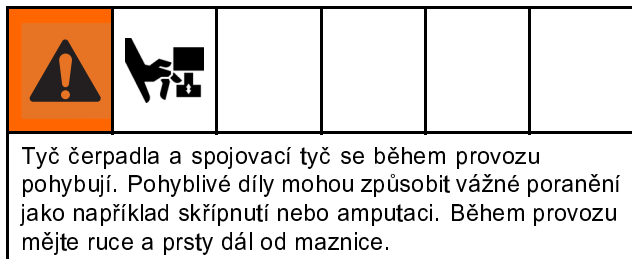 Tyč čerpadla a spojovací tyč se během provozu
pohybují. Pohyblivé díly mohou způsobit vážné poranění
jako například skřípnutí nebo amputaci. Během provozu
mějte ruce a prsty dál od maznice.